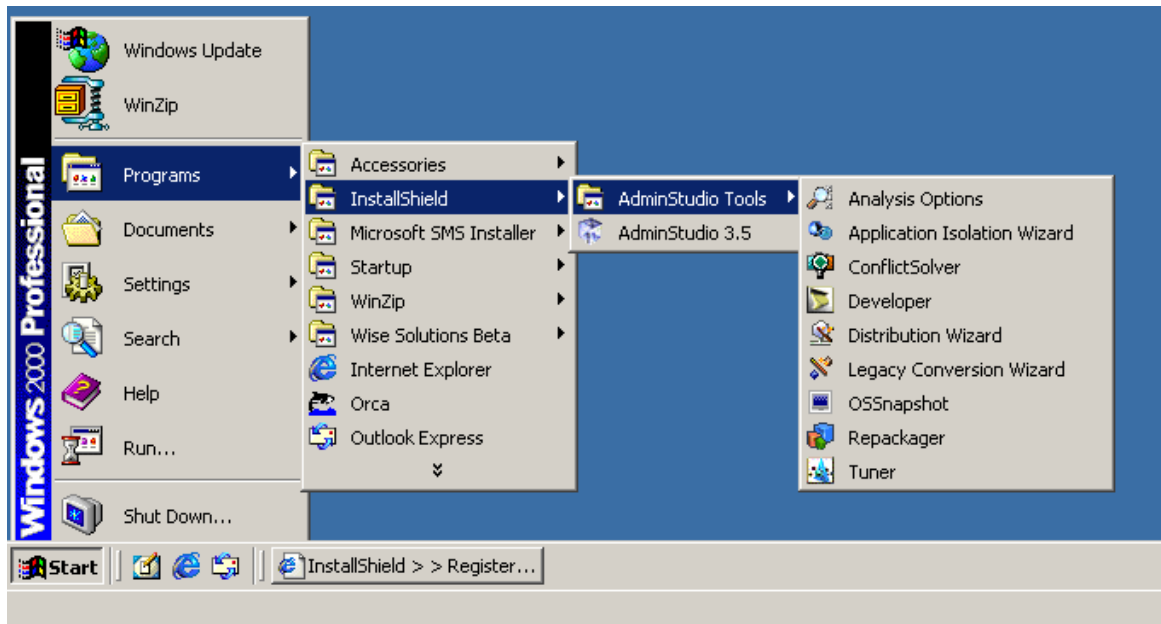 Windows 2000 Professional
Windows Update
WinZip
Programs
Documents
Settings
Search
Help
Run...
Shut Down...
Accessories
InstallShield
Microsoft SMS Installer
Startup
WinZip
Wise Solutions Beta
Internet Explorer
Orca
Outlook Express
AdminStudio Tools
AdminStudio 3.5
Analysis Options
Application Isolation Wizard
ConflictSolver
Developer
Distribution Wizard
Legacy Conversion Wizard
OSSnapshot
Repackager
Tuner
Start
InstallShield > > Register...